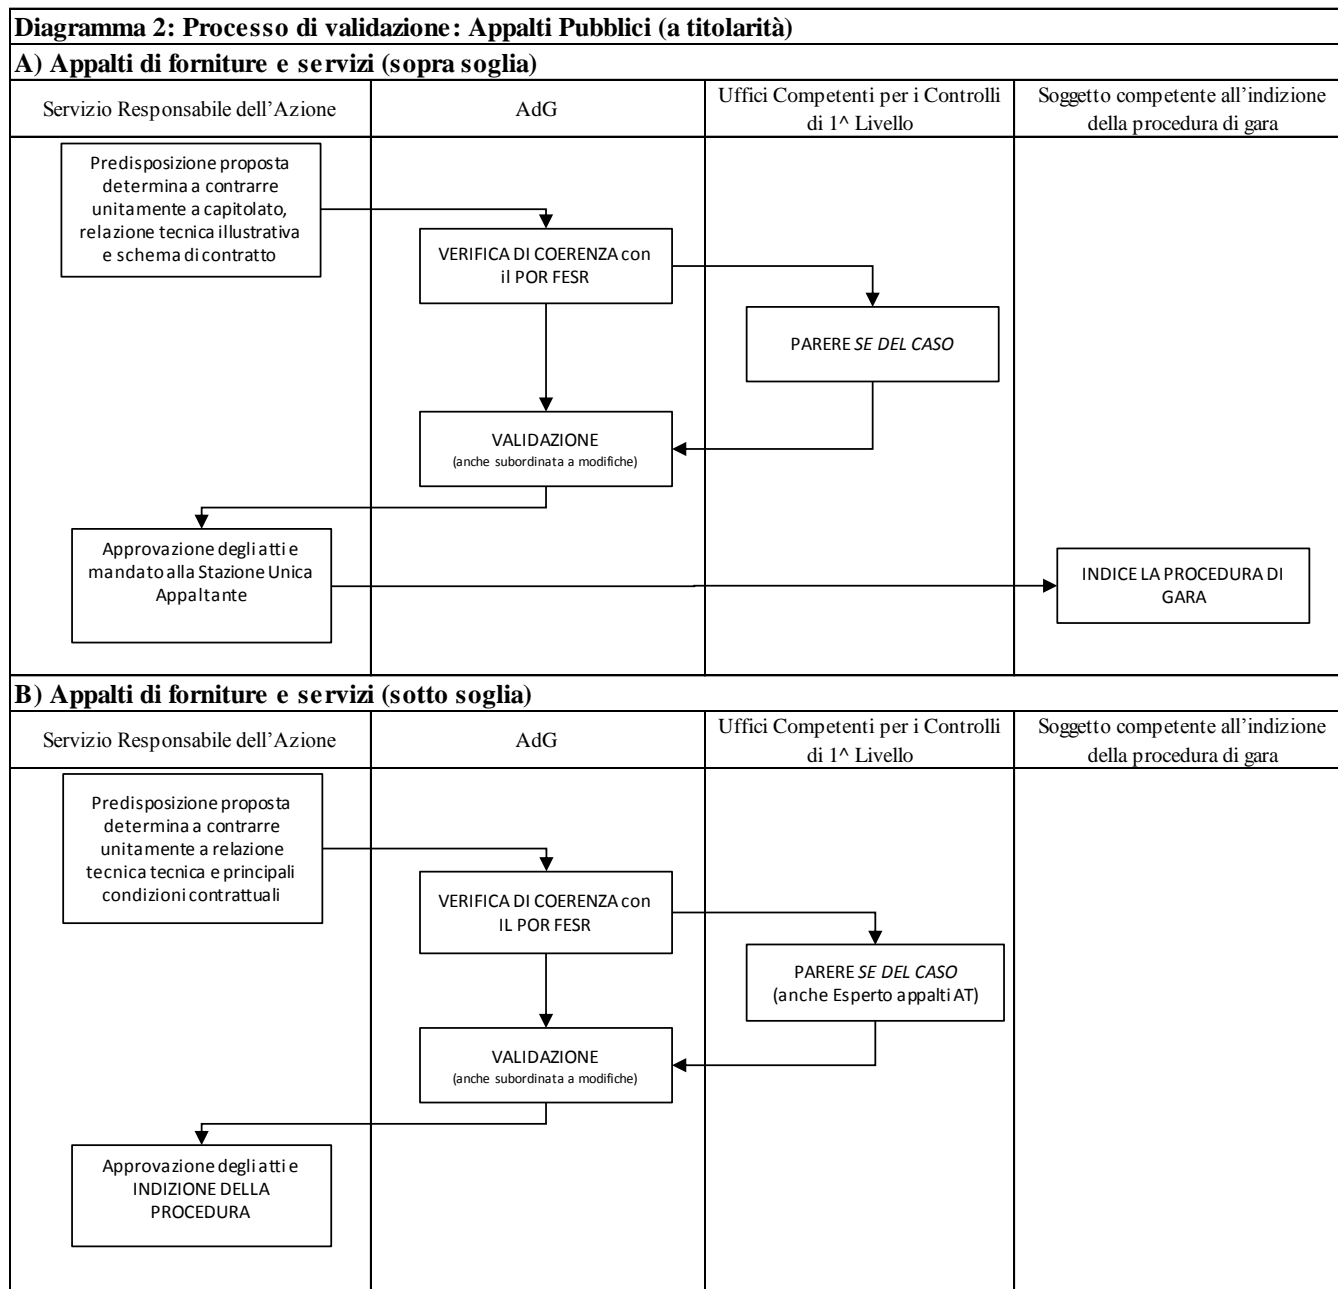 Diagramma 2: Processo di validazione: Appalti Pubblici (a titolarità)
A) Appalti di forniture e servizi (sopra soglia)
Servizio Responsabile dell'Azione
AdG
Uffici Competenti per i Controlli
di 1^ Livello
Soggetto competente all'indizione
della procedura di gara
Predisposizione proposta
determina a contrarre
unitamente a capitolato,
relazione tecnica illustrativa
e schema di contratto
VERIFICA DI COERENZA con
il POR FESR
PARERE SE DEL CASO
VALIDAZIONE
(anche subordinata a modifiche)
Approvazione degli atti e
mandato alla Stazione Unica
Appaltante
INDICE LA PROCEDURA DI
GARA
B) Appalti di forniture e servizi (sotto soglia)
Servizio Responsabile dell'Azione
AdG
Uffici Competenti per i Controlli
di 1^ Livello
Soggetto competente all'indizione
della procedura di gara
Predisposizione proposta
determina a contrarre
unitamente a relazione
tecnica tecnica e principali
condizioni contrattuali
VERIFICA DI COERENZA con
IL POR FESR
PARERE SE DEL CASO
(anche Esperto appalti AT)
VALIDAZIONE
(anche subordinata a modifiche)
Approvazione degli atti e
INDIZIONE DELLA
PROCEDURA